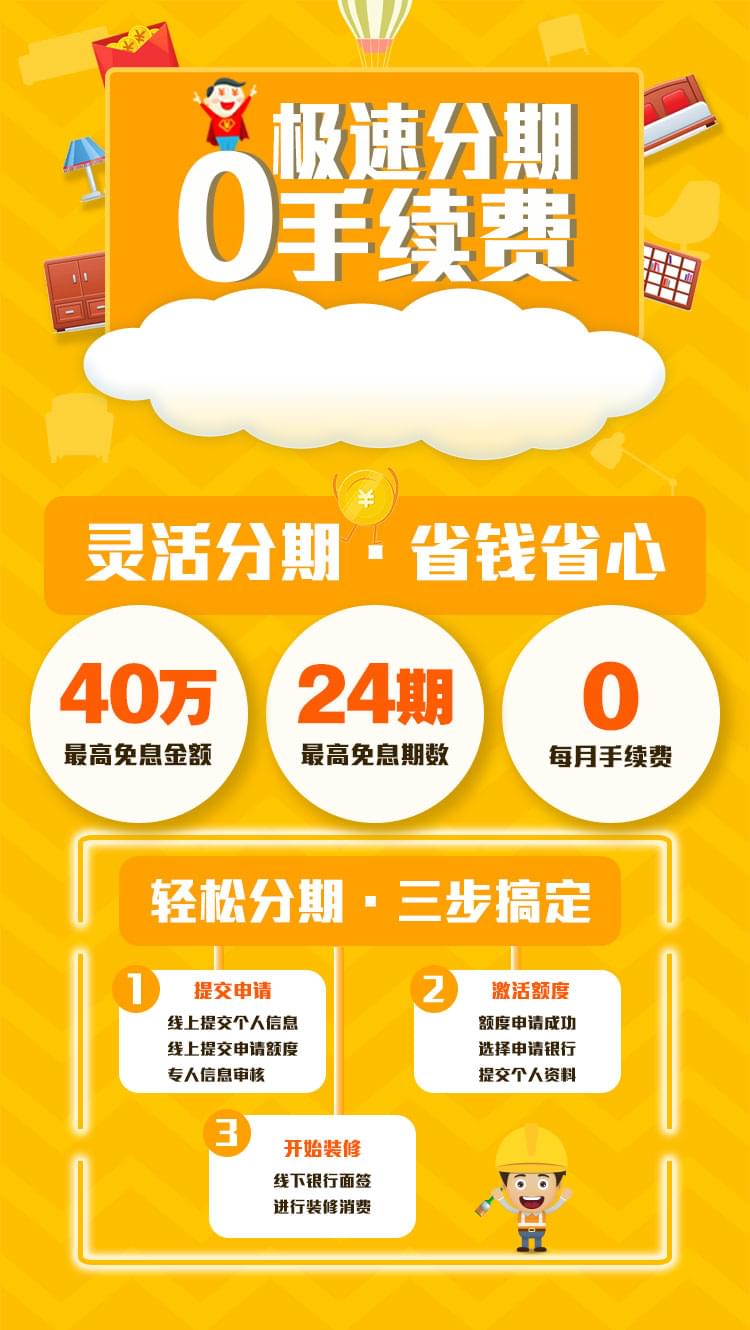 极速分期
0手续费
灵活分期·省钱省心
40万
最高免息金额
24期
最高免息期数
0
每月手续费
轻松分期·三步搞定
1
提交申请
线上提交个人信息
线上提交申请额度
专人信息审核
2
激活额度
额度申请成功
选择申请银行
提交个人资料
3
开始装修
线下银行面签
进行装修消费